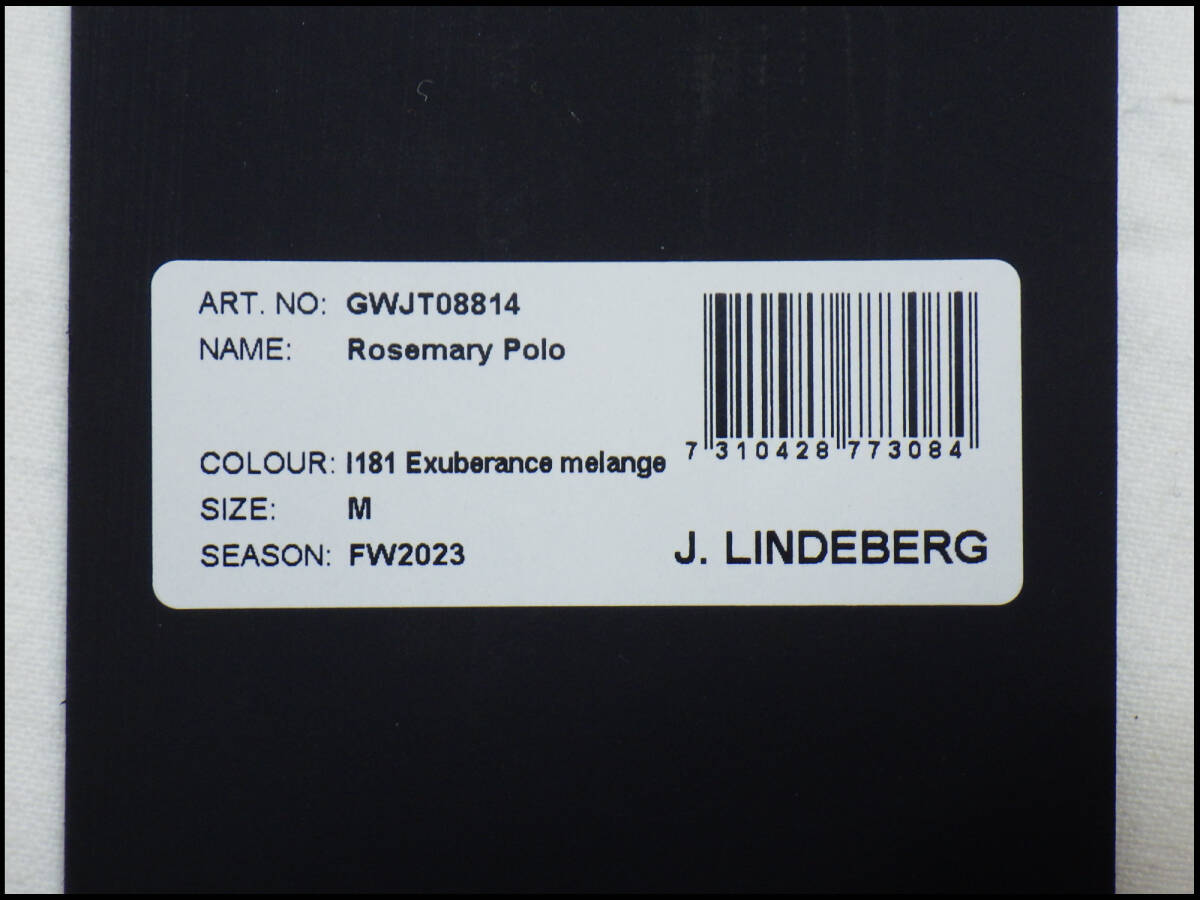 ART. NO: GWJT08814
NAME: Rosemary Polo
COLOUR: I181 Exuberance melange
SIZE: M
SEASON: FW2023
7 310428 773084
J. LINDEBERG